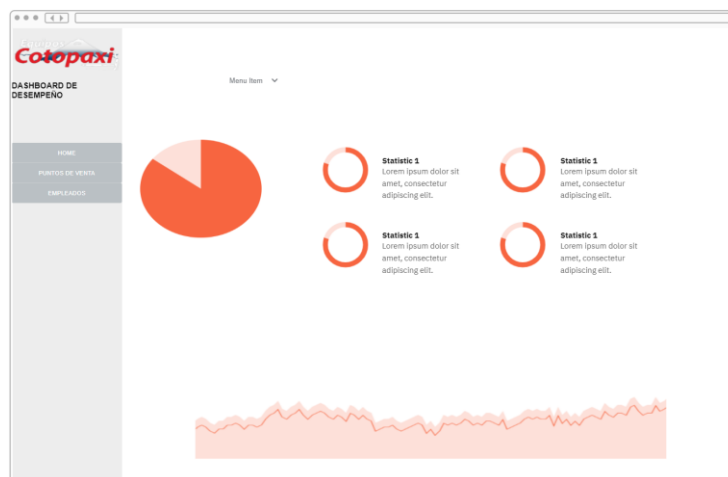 Cotopaxi
DASHBOARD DE
DESEMPEÑO
HOME
PUNTOS DE VENTA
EMPLEADOS
Menu Item
Statistic 1
Lorem ipsum dolor sit
amet, consectetur
adipiscing elit.
Statistic 1
Lorem ipsum dolor sit
amet, consectetur
adipiscing elit.
Statistic 1
Lorem ipsum dolor sit
amet, consectetur
adipiscing elit.
Statistic 1
Lorem ipsum dolor sit
amet, consectetur
adipiscing elit.